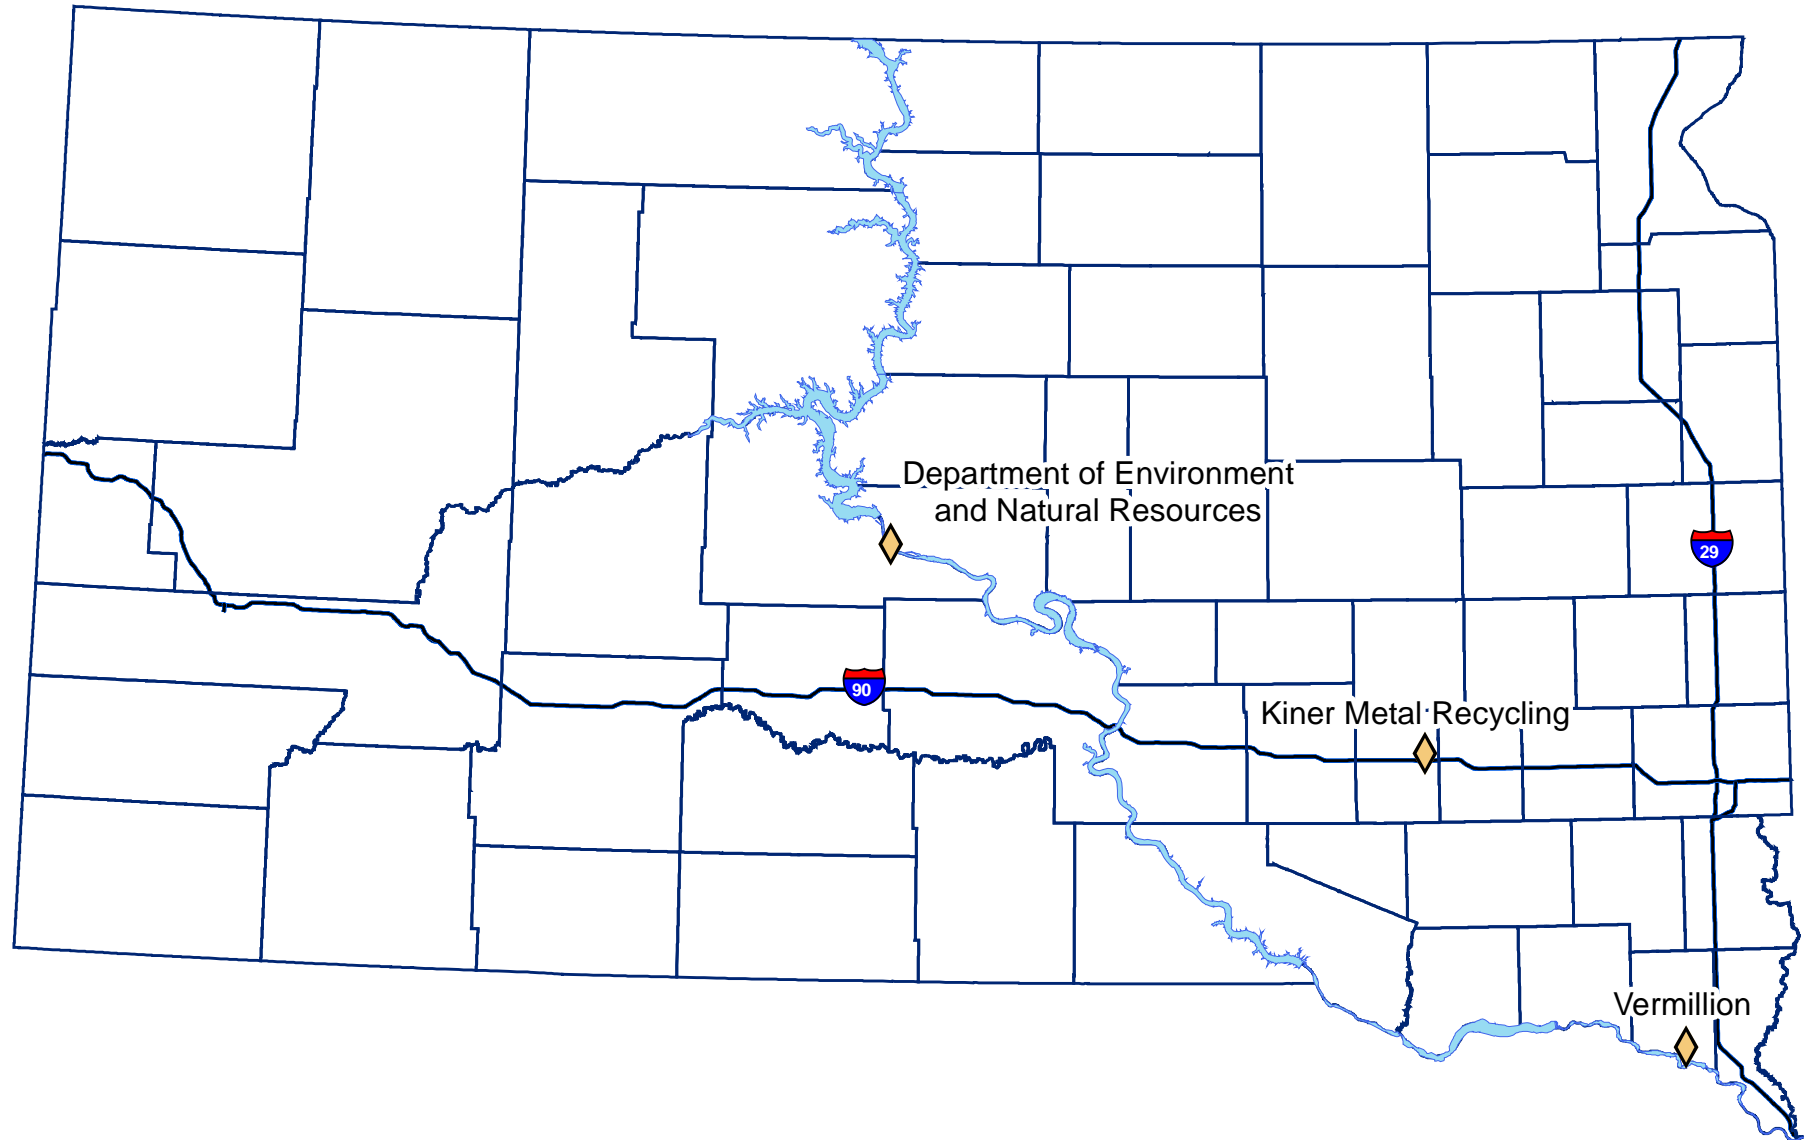 Department of Environment
and Natural Resources
29
90
Kiner Metal Recycling
Vermillion